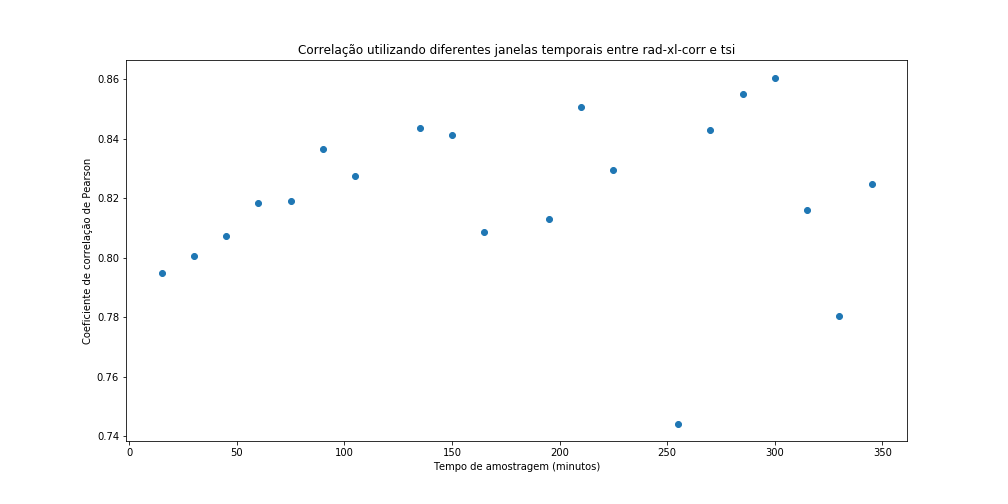 Correlação utilizando diferentes janelas temporais entre rad-xl-corr e tsi
0.86
0.84
0.82
0.80
0.78
0.76
0.74
Coeficiente de correlação de Pearson
0 50 100 150 200 250 300 350
Tempo de amostragem (minutos)